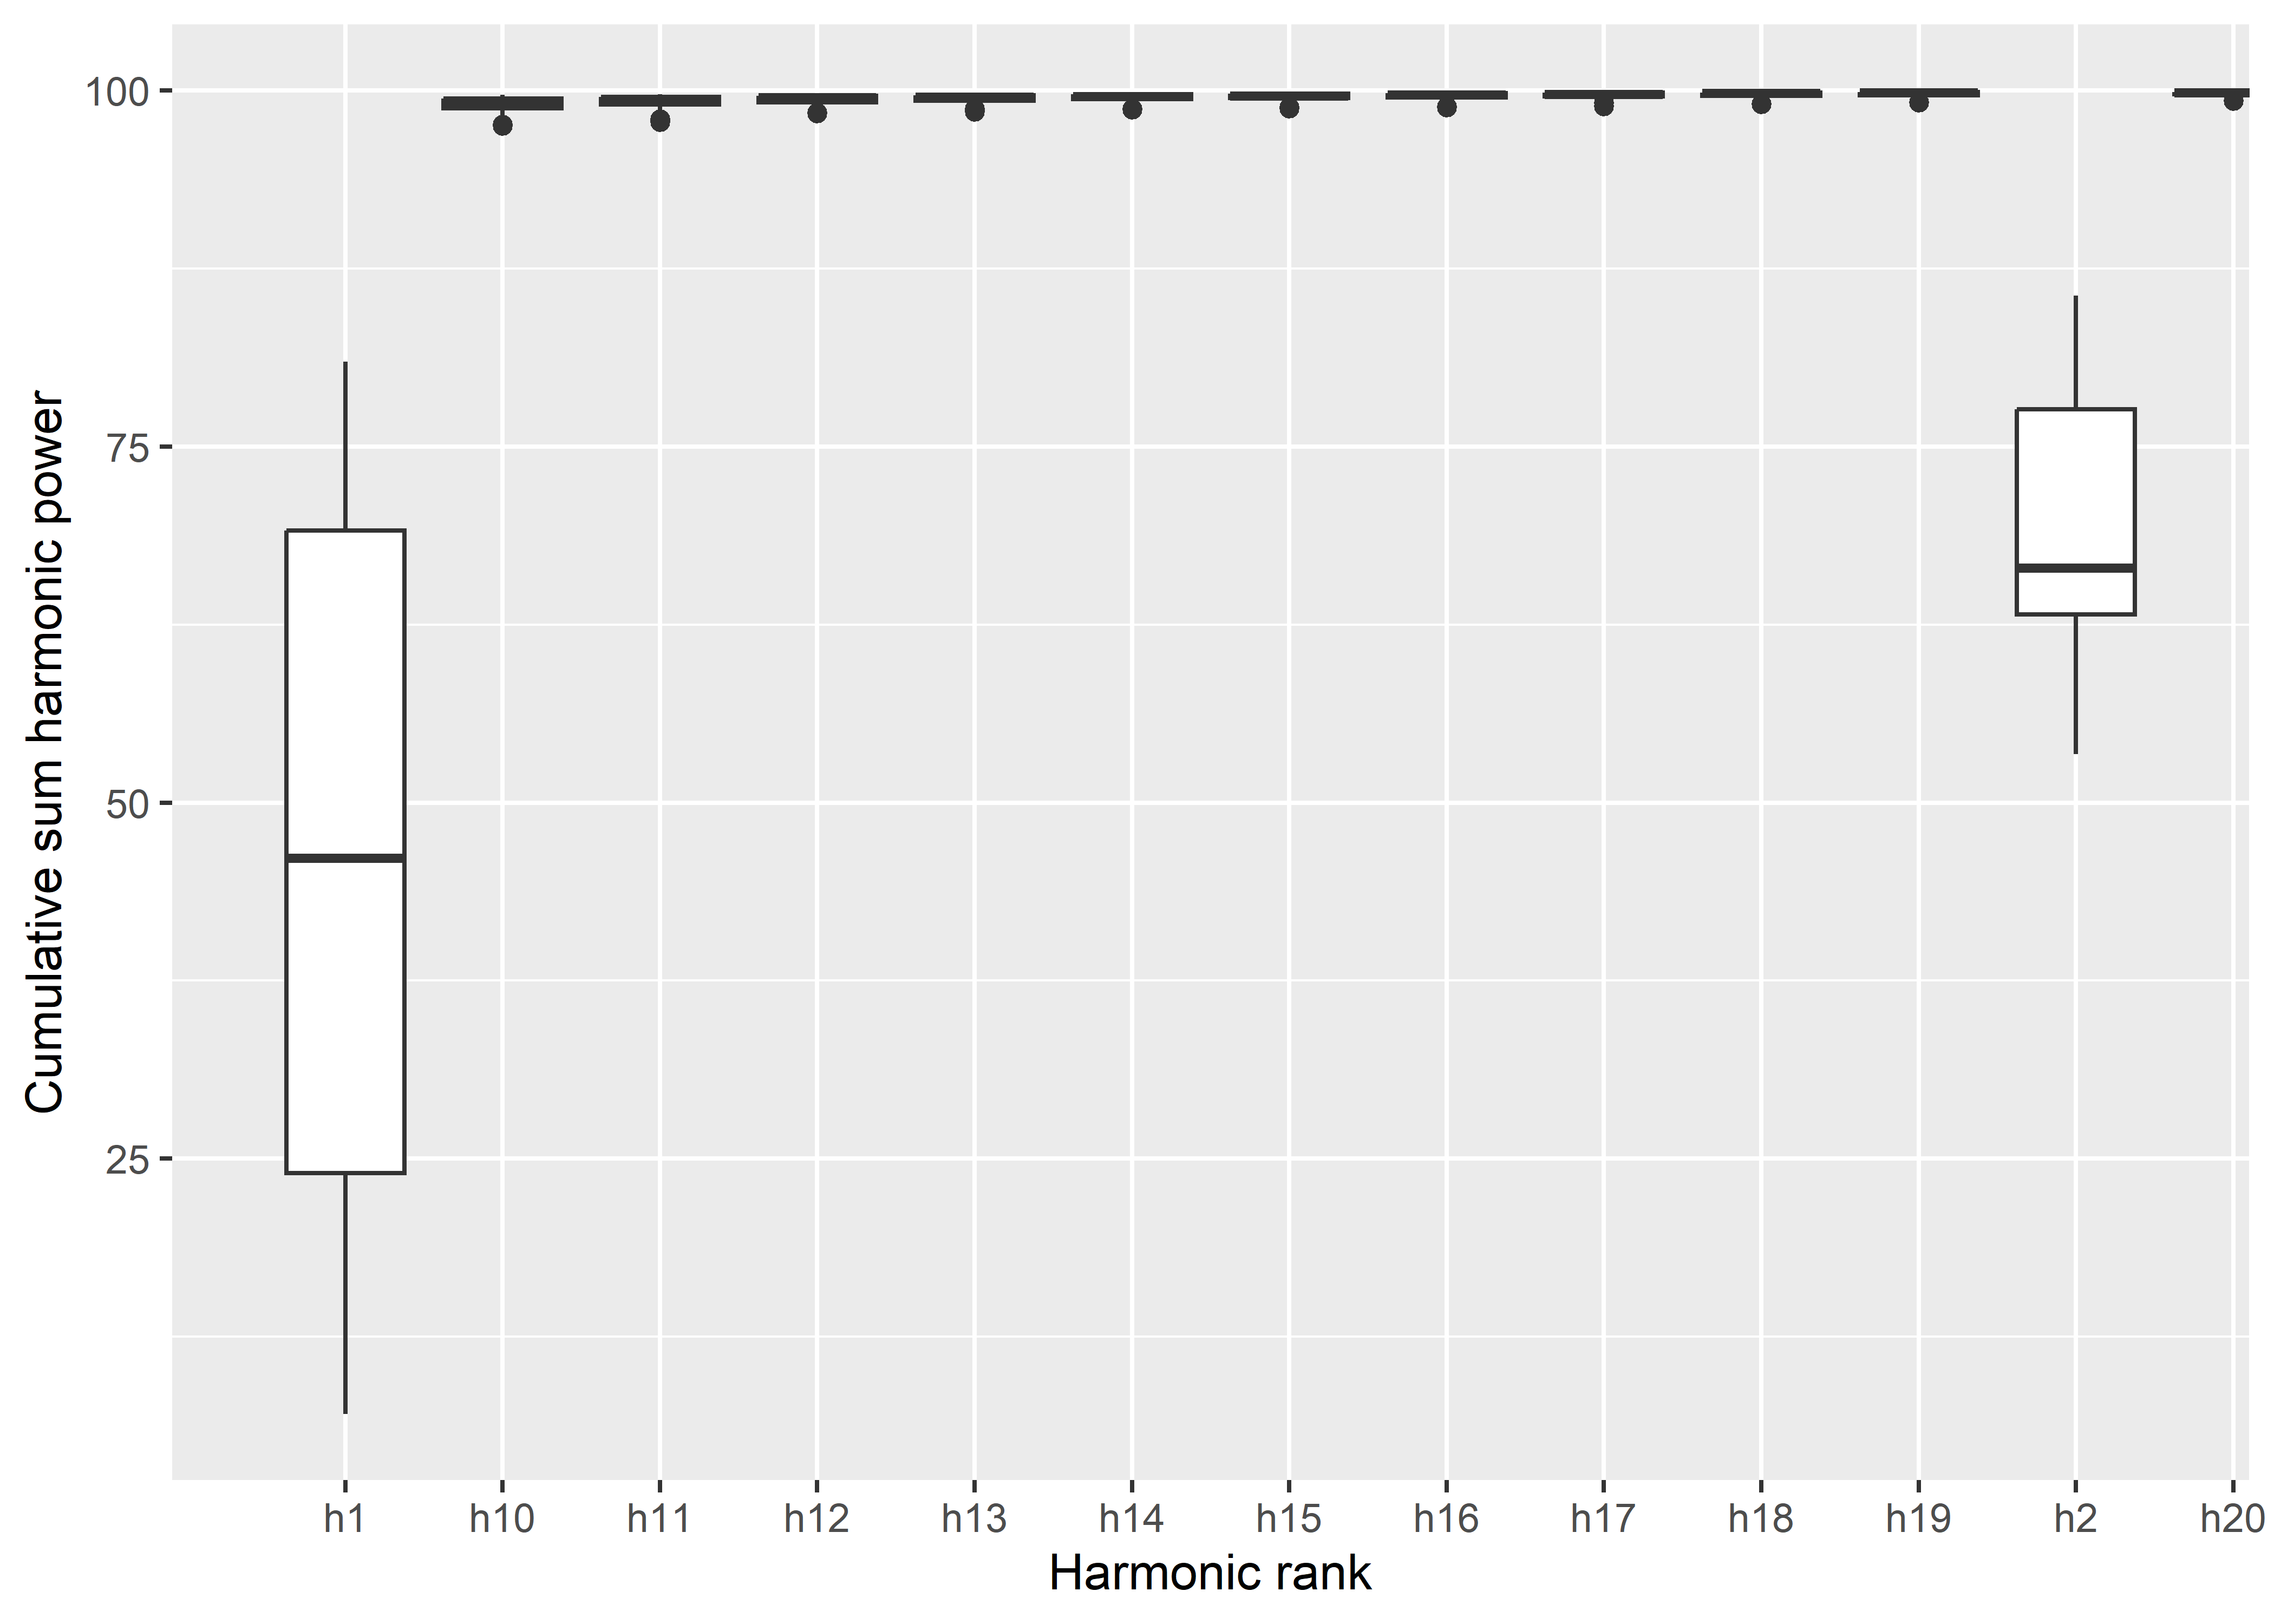 Cumulative sum harmonic power
100
75
50
25
h1 h10 h11 h12 h13 h14 h15 h16 h17 h18 h19 h2 h20
Harmonic rank